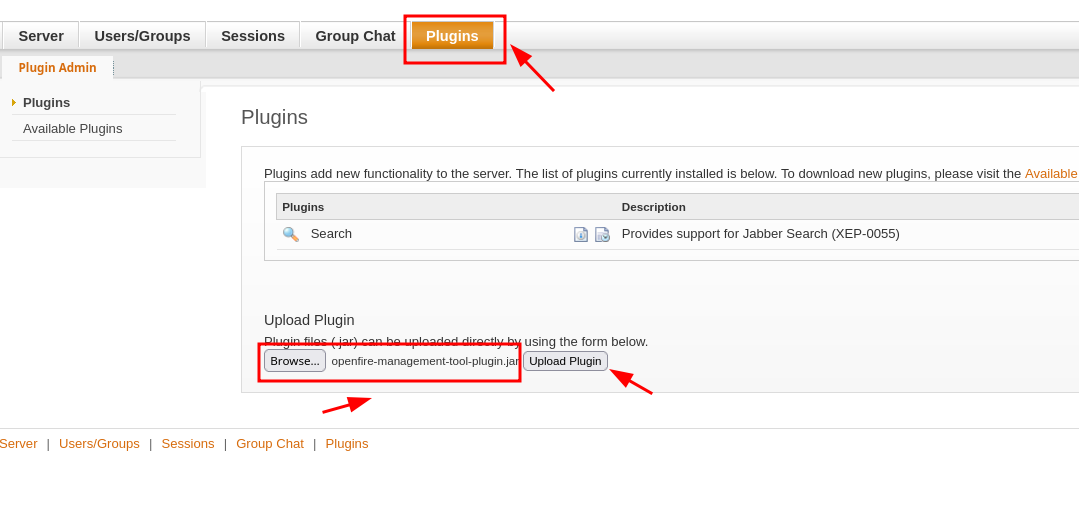 Server Users/Groups Sessions Group Chat Plugins
Plugin Admin
Plugins
Available Plugins
Plugins
Plugins add new functionality to the server. The list of plugins currently installed is below. To download new plugins, please visit the Available
Plugins Description
Search Provides support for Jabber Search (XEP-0055)
Upload Plugin
Plugin files (.jar) can be uploaded directly by using the form below.
Browse... openfire-management-tool-plugin.jar Upload Plugin
Server | Users/Groups | Sessions | Group Chat | Plugins